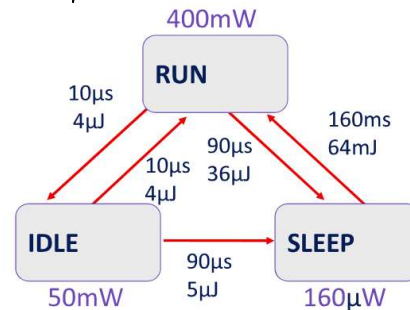 400mW
RUN
10µs
4µJ
10µs
4µJ
90µs
36µJ
160ms
64mJ
IDLE
90µs
5µJ
SLEEP
50mW
160µW